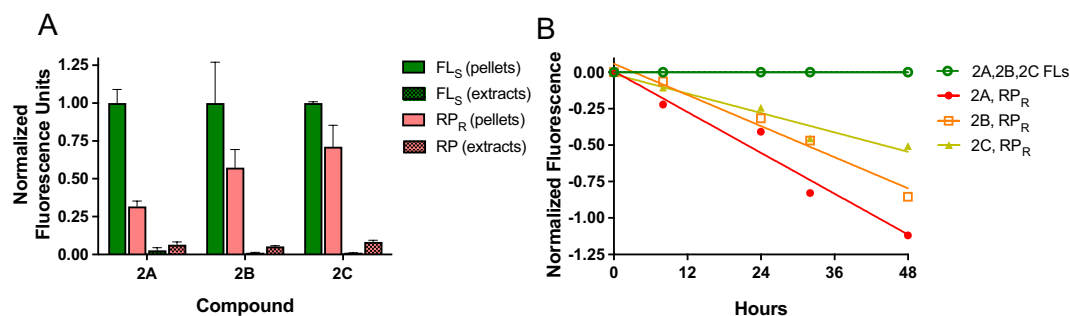 A
Normalized
Fluorescence Units
1.25
1.00
0.75
0.50
0.25
0.00
2A
2B
2C
Compound
FLS (pellets)
FLS (extracts)
RPR (pellets)
RP (extracts)
B
Normalized Fluorescence
0.00
-0.25
-0.50
-0.75
-1.00
-1.25
0
12
24
36
48
Hours
2A,2B,2C FLs
2A, RPR
2B, RPR
2C, RPR